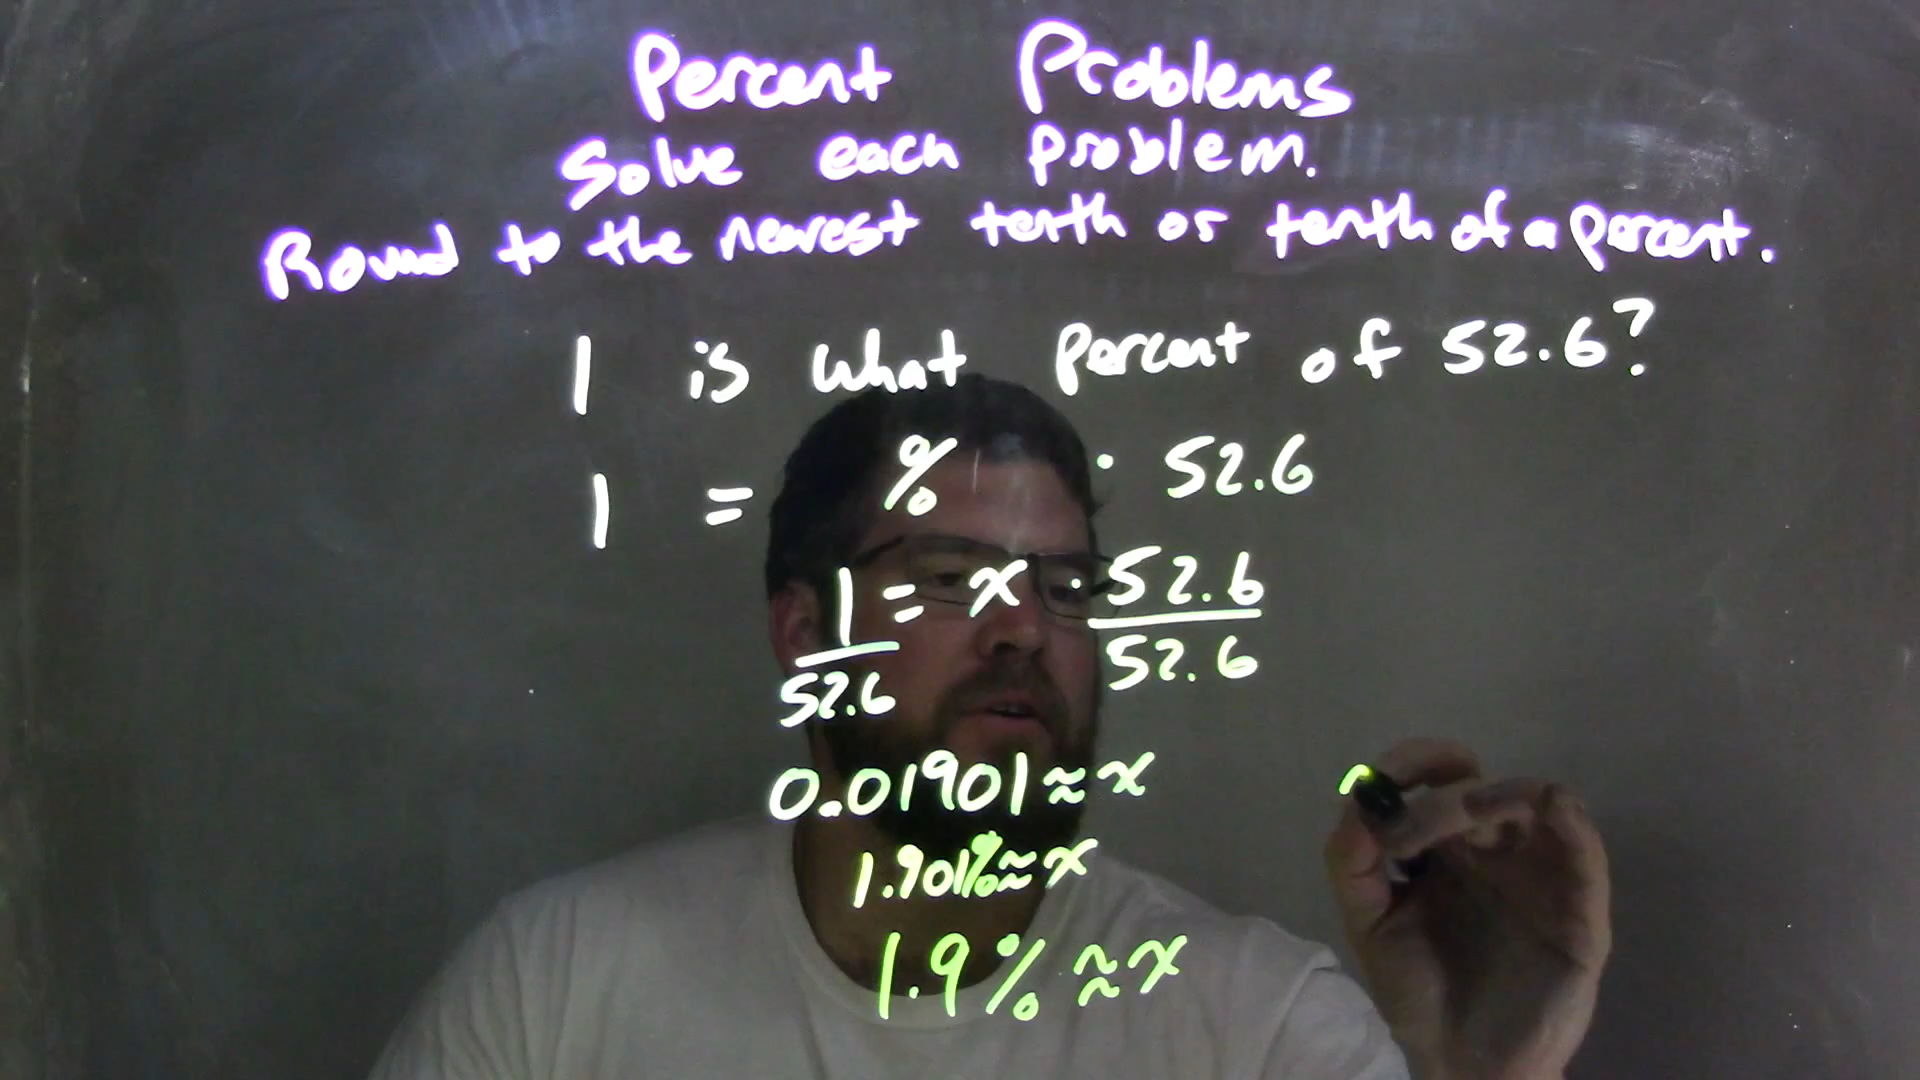 Percent Problems
Solve each problem.
Round to the nearest tenth or tenth of a percent.
1 is what percent of 52.6?
1 = % · 52.6
1 = x · 52.6
52.6 52.6
0.01901 ≈ x
1.901% ≈ x
1.9% ≈ x